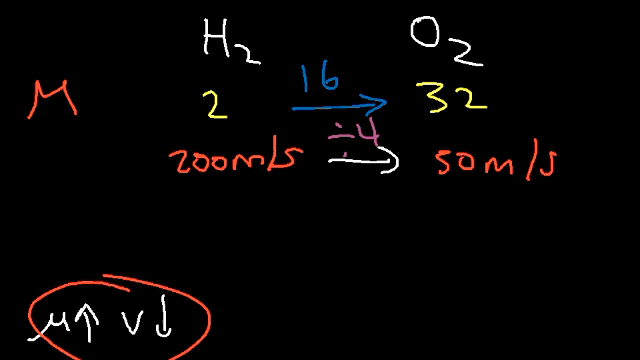 H₂ O₂
M 2 16 → 32
200m/s ÷4 → 50m/s
μ↑ v↓